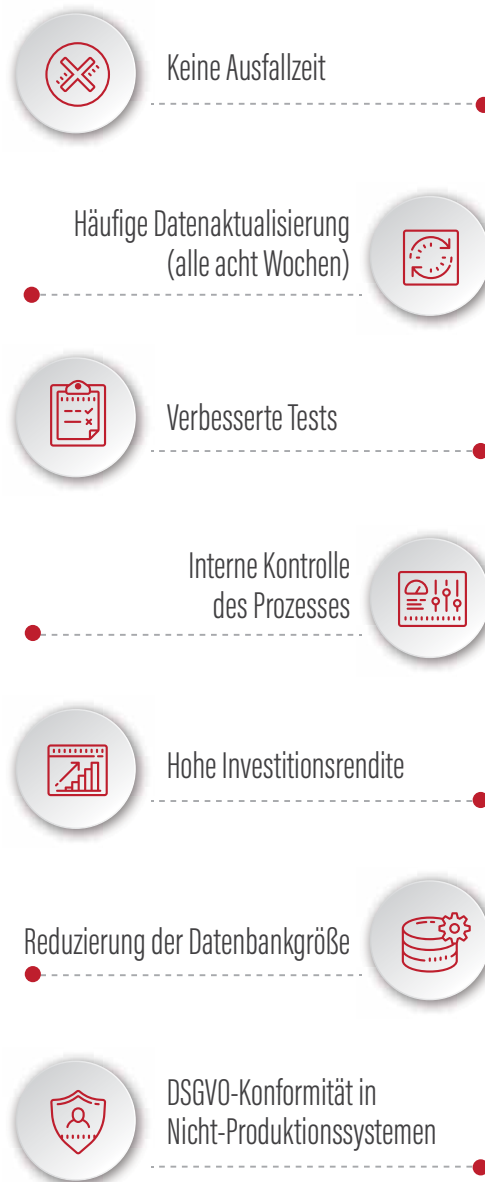 Keine Ausfallzeit
Häufige Datenaktualisierung
(alle acht Wochen)
Verbesserte Tests
Interne Kontrolle
des Prozesses
Hohe Investitionsrendite
Reduzierung der Datenbankgröße
DSGVO-Konformität in
Nicht-Produktionssystemen